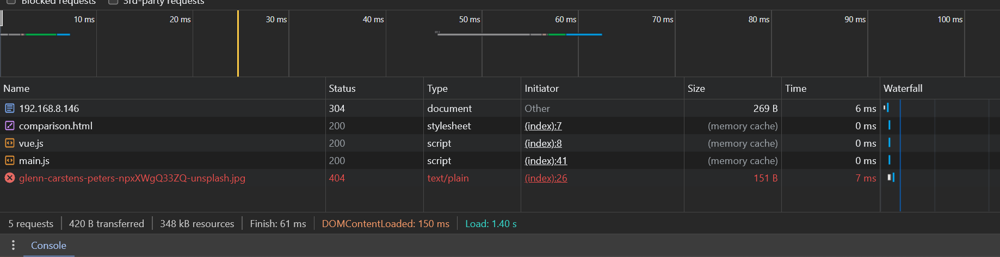 Blocked requests 3rd-party requests
10 ms 20 ms 30 ms 40 ms 50 ms 60 ms 70 ms 80 ms 90 ms 100 ms
Name Status Type Initiator Size Time Waterfall
192.168.8.146 304 document Other 269 B 6 ms
comparison.html 200 stylesheet (index):7 (memory cache) 0 ms
vue.js 200 script (index):8 (memory cache) 0 ms
main.js 200 script (index):41 (memory cache) 0 ms
glenn-carstens-peters-npxXWgQ33ZQ-unsplash.jpg 404 text/plain (index):26 151 B 7 ms
5 requests 420 B transferred 348 kB resources Finish: 61 ms DOMContentLoaded: 150 ms Load: 1.40 s
Console